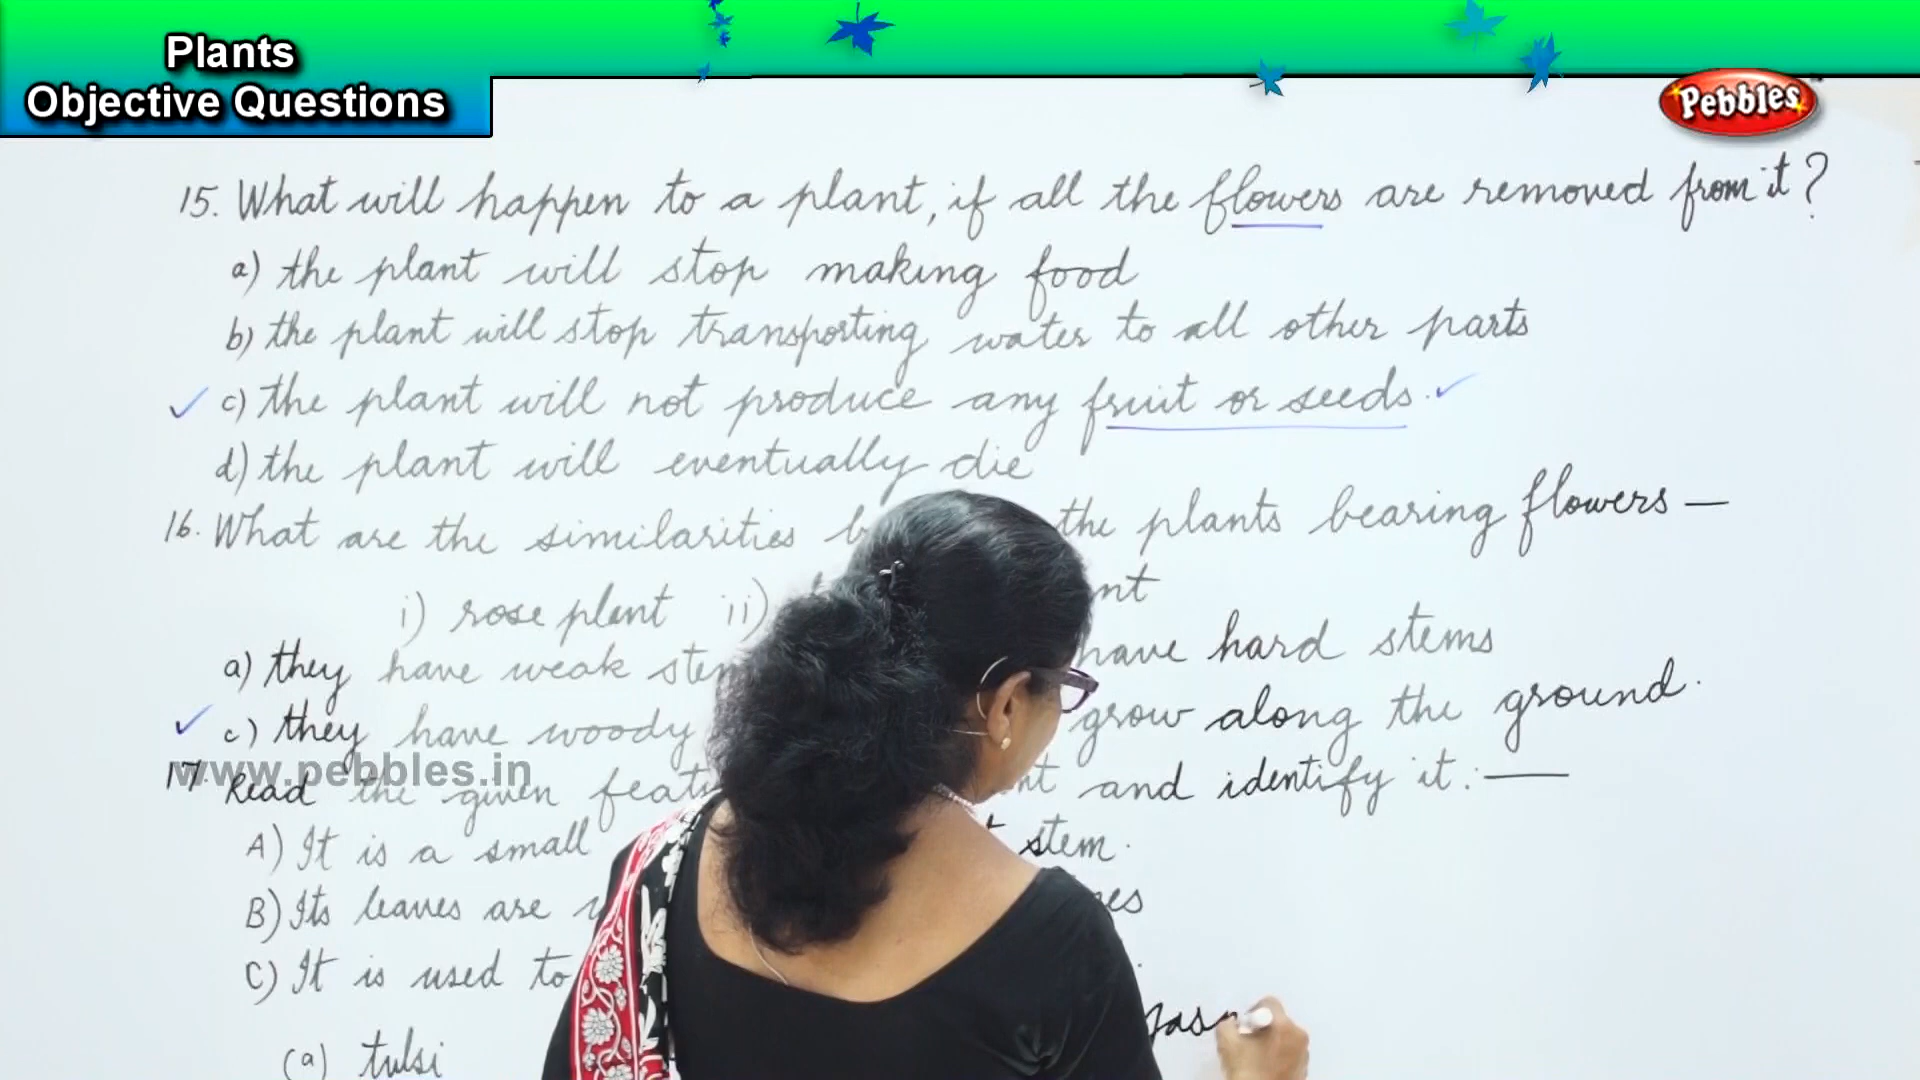 Plants
Objective Questions
Pebbles
15. What will happen to a plant, if all the flowers are removed from it?
a) the plant will stop making food
b) the plant will stop transporting water to all other parts
c) the plant will not produce any fruit or seeds.
d) the plant will eventually die
16. What are the similarities the plants bearing flowers —
i) rose plant ii)
a) they have weak have hard stems
c) they have woody grow along the ground.
www.pebbles.in
17 Read the given and identify it: —
A) It is a small stem.
B) Its leaves are
C) It is used to
(a) tulsi